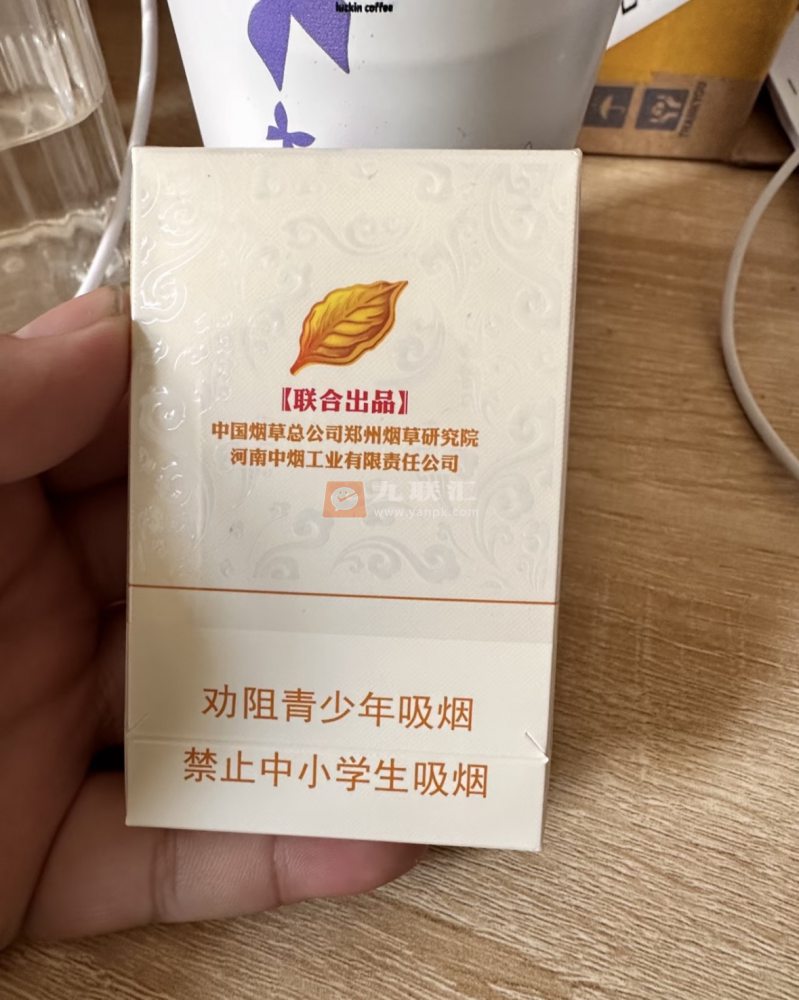 luckin coffee
THANK YOU
【联合出品】
中国烟草总公司郑州烟草研究院
河南中烟工业有限责任公司
九联汇
www.yanpk.com
劝阻青少年吸烟
禁止中小学生吸烟